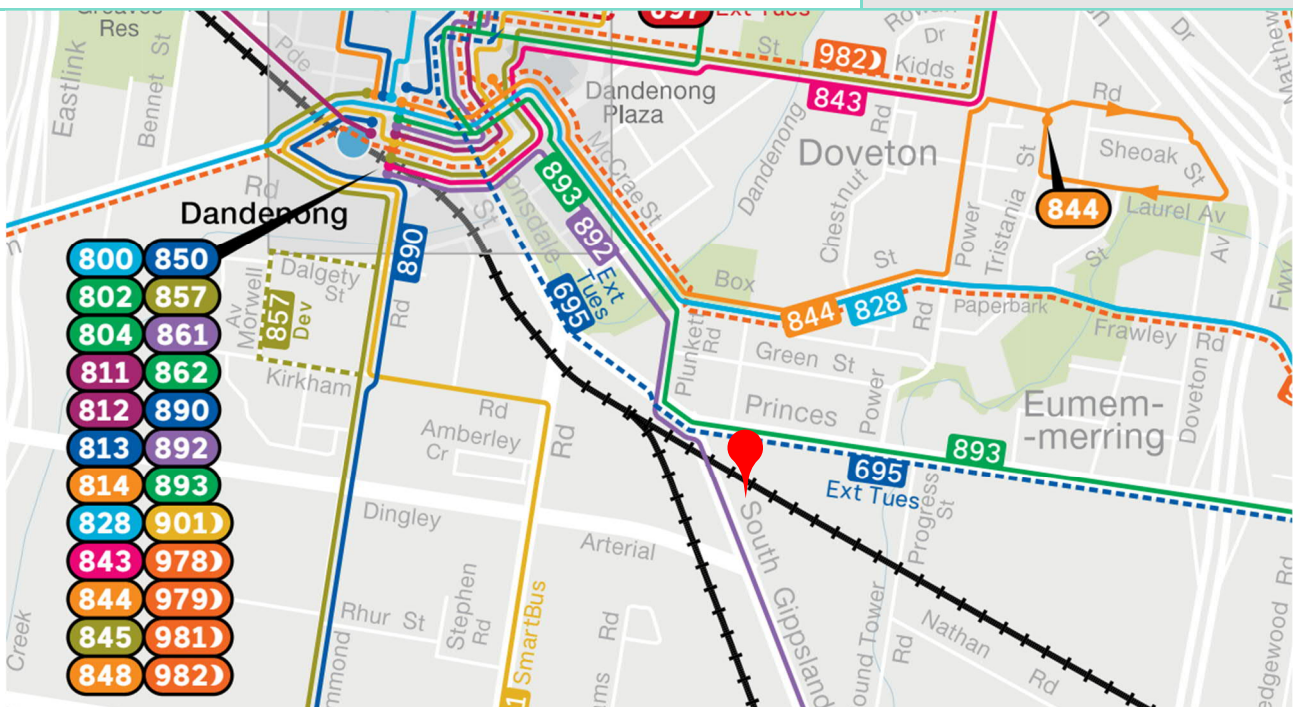 Greaves
Res
697
Ext Tues
Rowan
Dr
Dr
Matthew
Eastlink
Bennet St
Pde
St
982
Kidds
843
Rd
Dandenong
Plaza
Dandenong
Doveton
Rd
Sheoak
St
McCrae St
Chestnut
St
844
Laurel Av
Av
Rd
Dandenong
893
892
Ext
Tues
695
St
Power
Tristania
St
St
Fwy
800 850
802 857
804 861
811 862
812 890
813 892
814 893
828 901
843 978
844 979
845 981
848 982
890
Rd
Dalgety
St
Av
Morwell
857
Dev
Kirkham
Box
844
828
Rd
Paperbark
Frawley Rd
Doveton
Plunkett
Rd
Green St
Power
Princes
Eumem-
-merring
Rd
Amberley
Cr
Rd
893
695
Ext Tues
Progress
St
Dingley
Arterial
South Gippsland
Rhur St
Stephen
Rd
SmartBus
Rd
Rd
Nathan
Rd
Rd
Creek